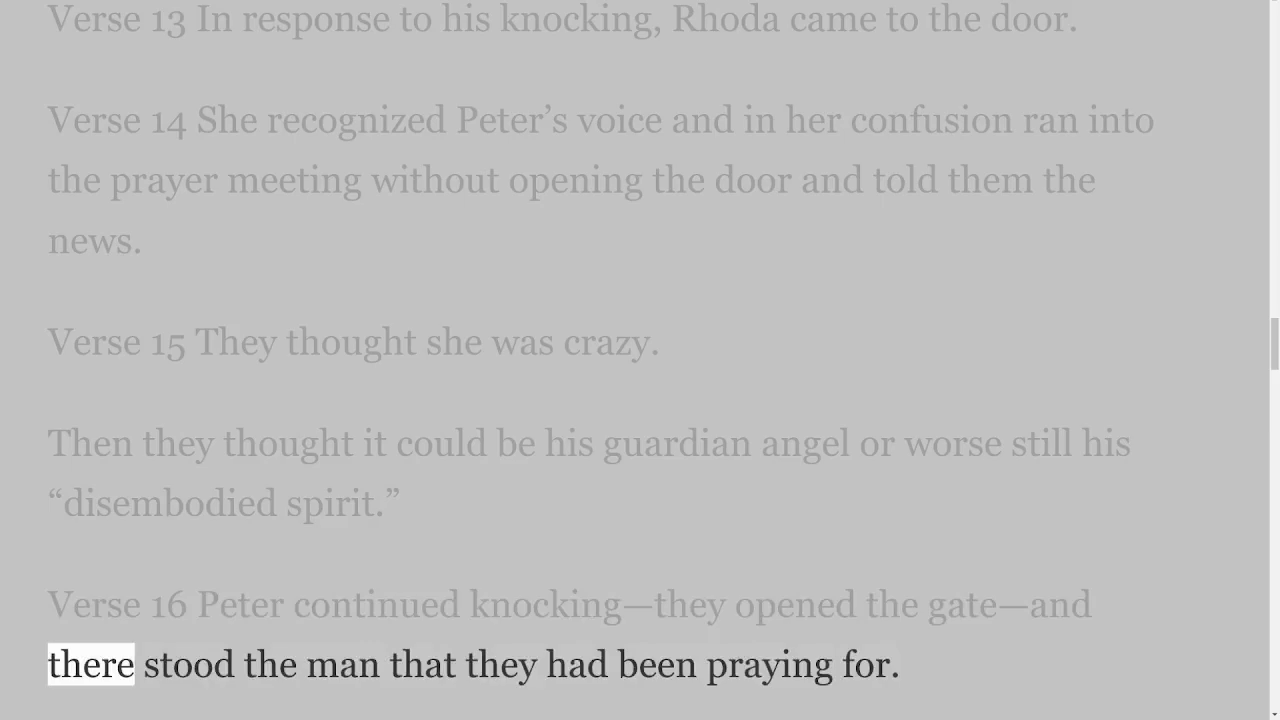 Verse 13 In response to his knocking, Rhoda came to the door.
Verse 14 She recognized Peter’s voice and in her confusion ran into
the prayer meeting without opening the door and told them the
news.
Verse 15 They thought she was crazy.
Then they thought it could be his guardian angel or worse still his
“disembodied spirit.”
Verse 16 Peter continued knocking—they opened the gate—and
there stood the man that they had been praying for.